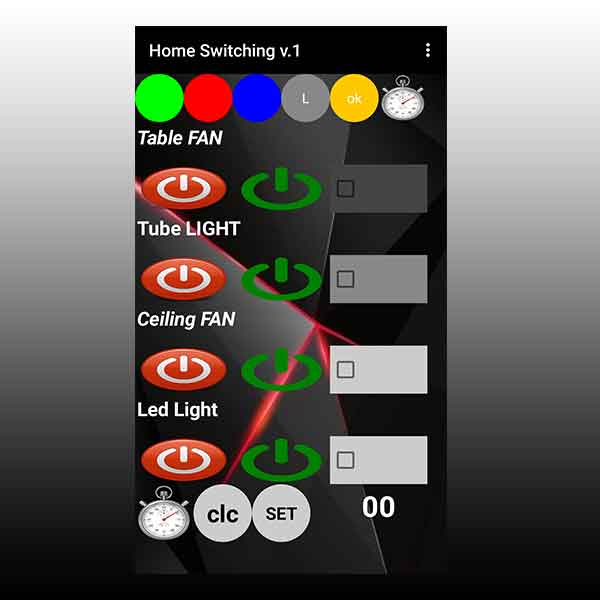 Home Switching v.1
L ok
Table FAN
Tube LIGHT
Ceiling FAN
Led Light
clc SET 00